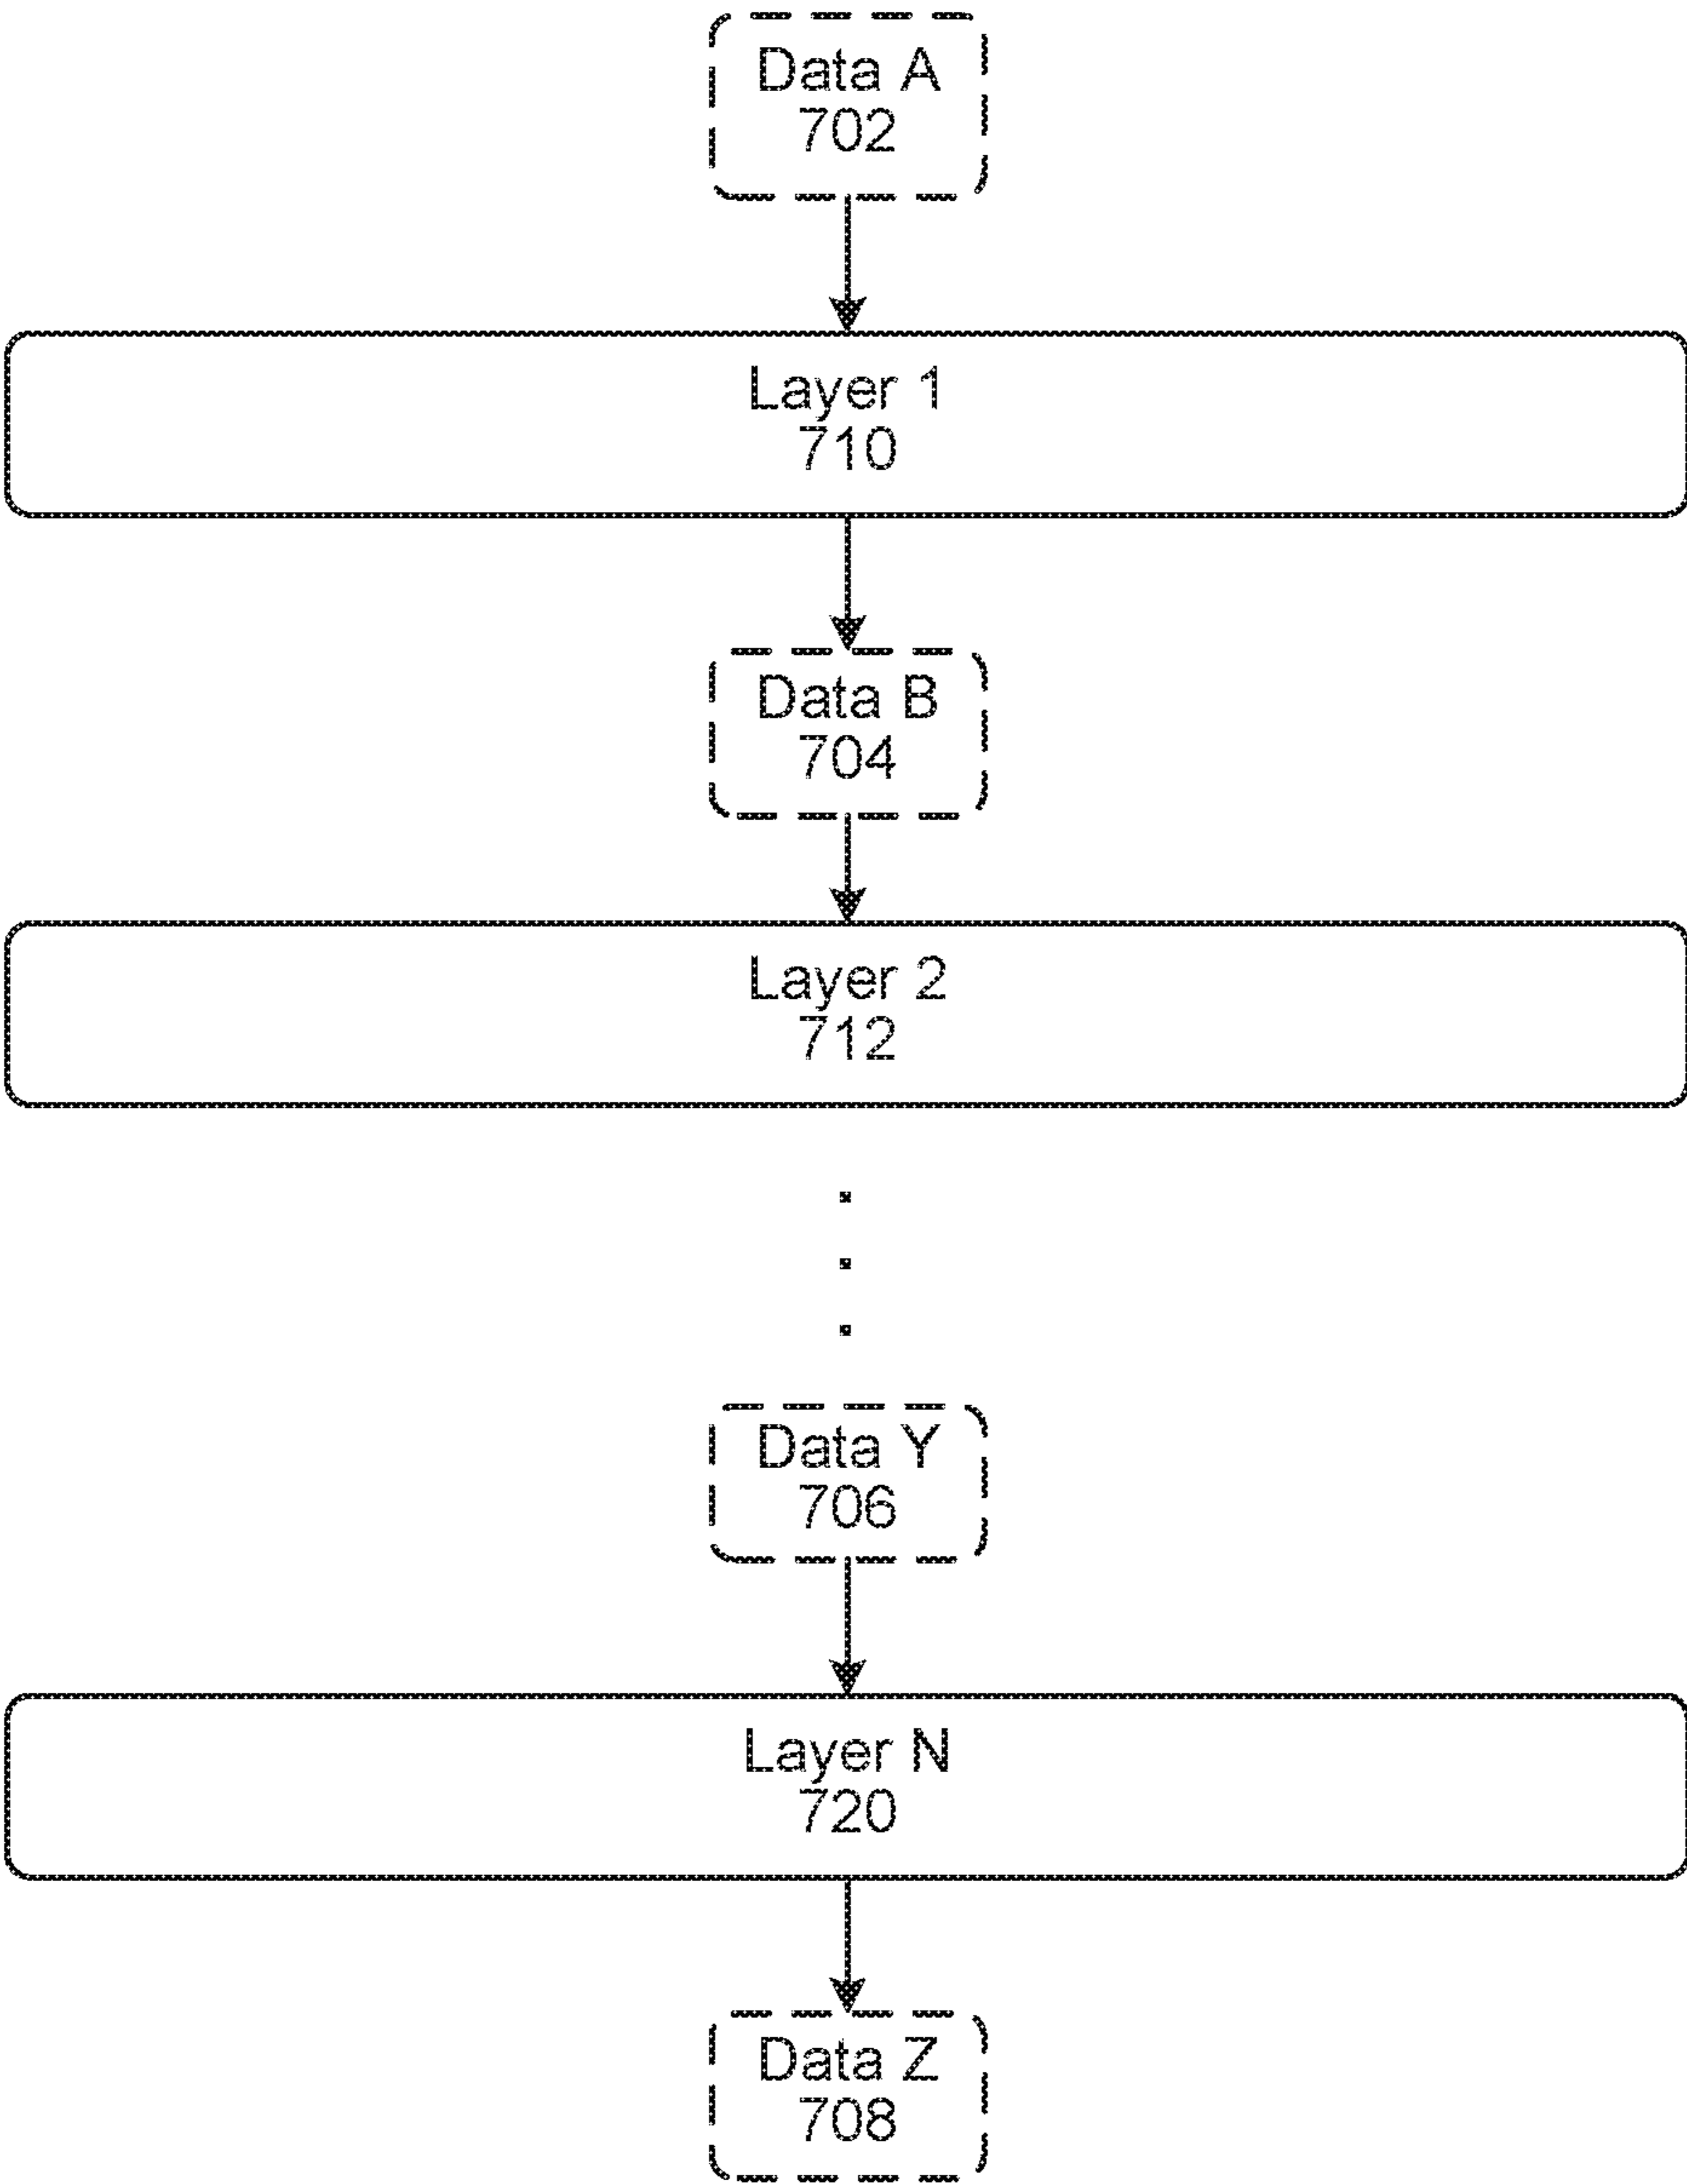 Data A
702
Layer 1
710
Data B
704
Layer 2
712
Data Y
706
Layer N
720
Data Z
708